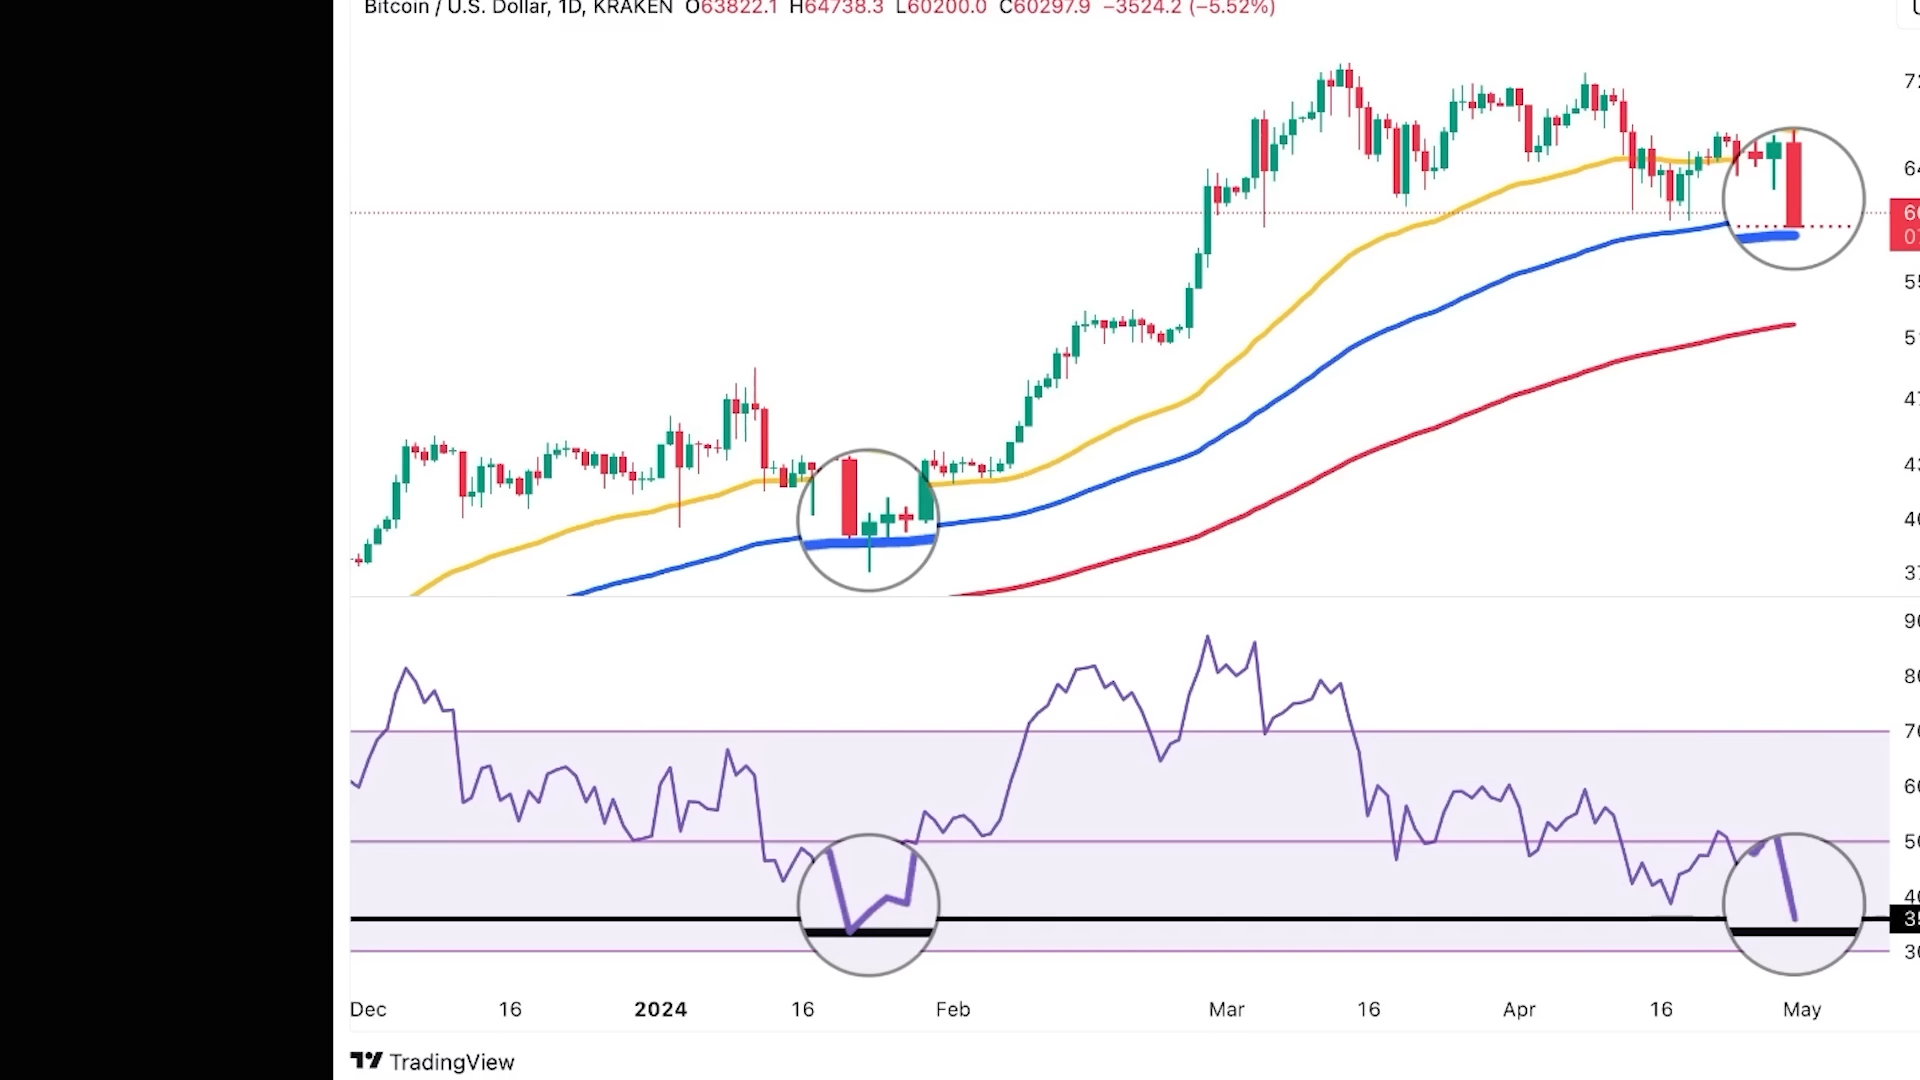 Bitcoin / U.S. Dollar, 1D, KRAKEN O63822.1 H64738.3 L60200.0 C60297.9 −3524.2 (−5.52%)
Dec 16 2024 16 Feb Mar 16 Apr 16 May
TradingView